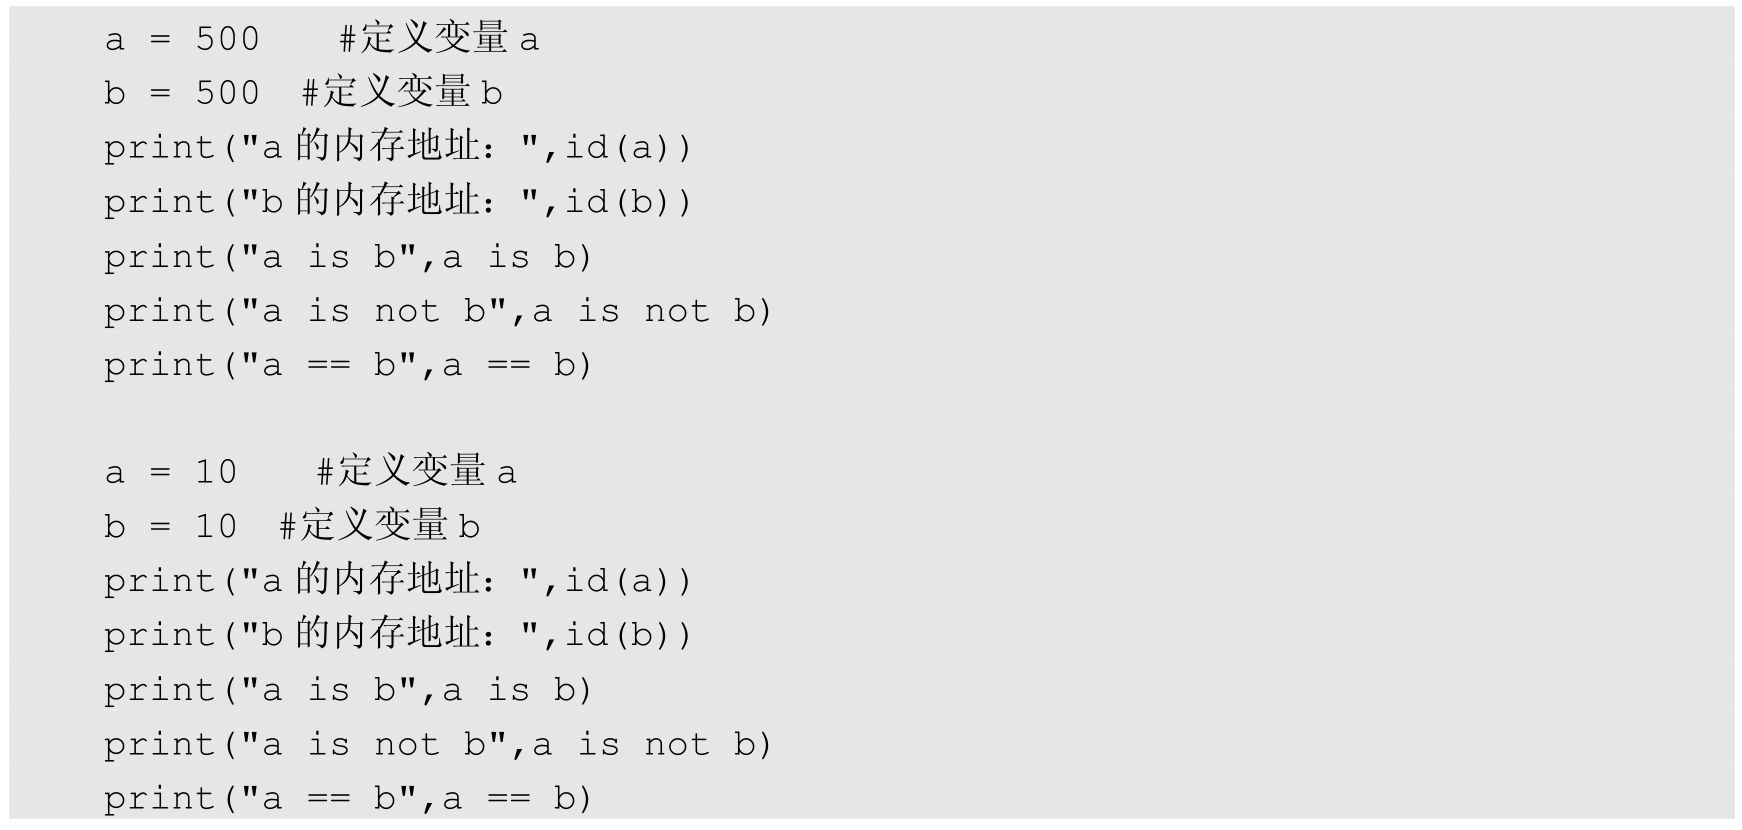 a = 500    #定义变量 a
b = 500  #定义变量 b
print("a 的内存地址：",id(a))
print("b 的内存地址：",id(b))
print("a is b",a is b)
print("a is not b",a is not b)
print("a == b",a == b)
a = 10    #定义变量 a
b = 10  #定义变量 b
print("a 的内存地址：",id(a))
print("b 的内存地址：",id(b))
print("a is b",a is b)
print("a is not b",a is not b)
print("a == b",a == b)